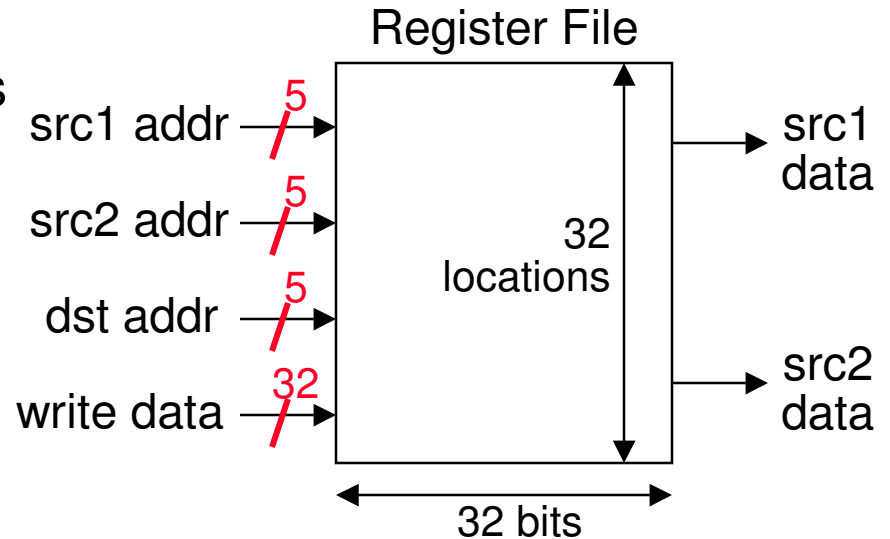 Register File
s
5
src1 addr
src1
data
5
src2 addr
32
locations
5
dst addr
32
write data
src2
data
32 bits